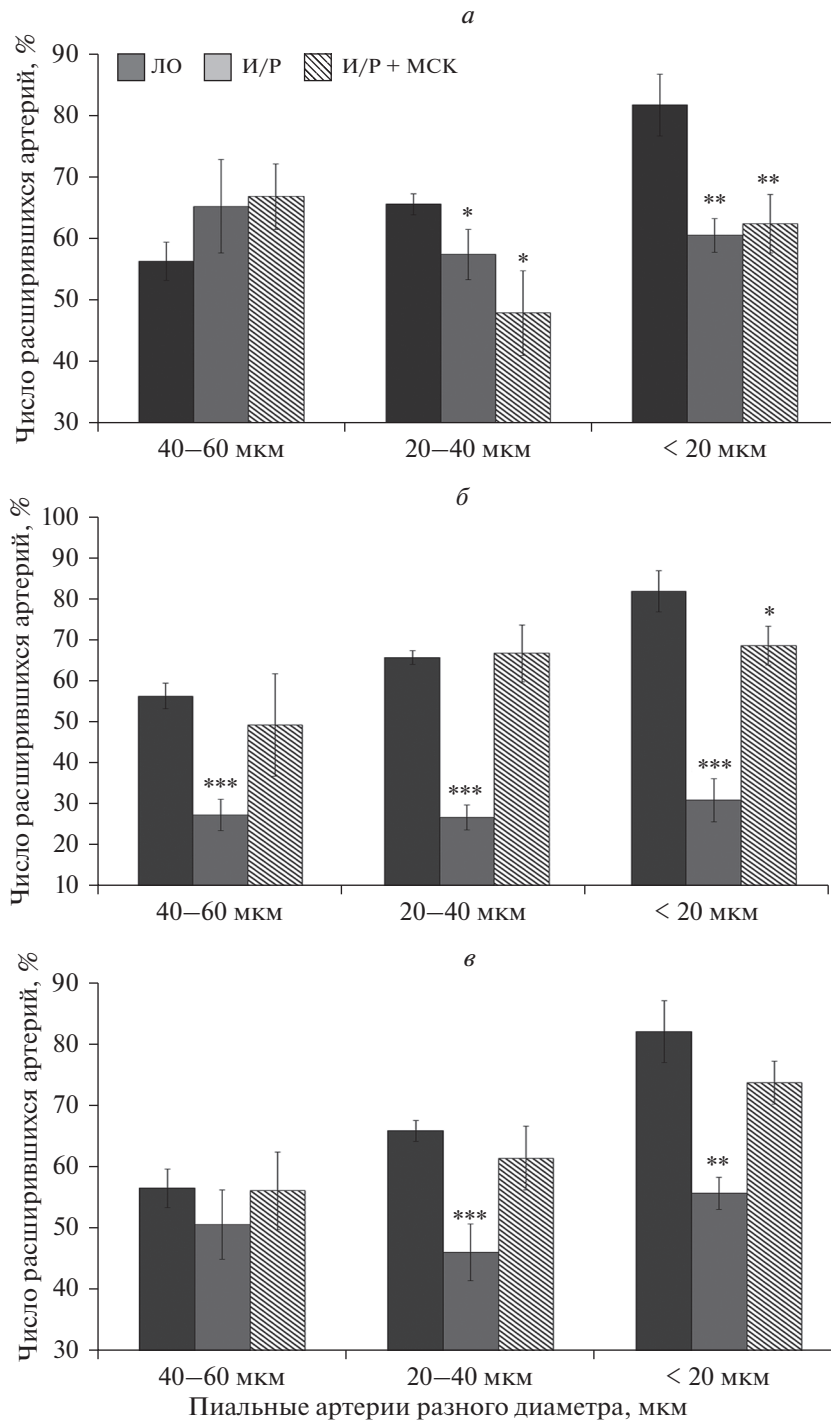 а
Число расширившихся артерий, %
90
80
70
60
50
40
30
ЛО И/Р И/Р + МСК
* * ** **
40–60 мкм 20–40 мкм < 20 мкм
б
Число расширившихся артерий, %
100
90
80
70
60
50
40
30
20
10
*** *** *** *
40–60 мкм 20–40 мкм < 20 мкм
в
Число расширившихся артерий, %
90
80
70
60
50
40
30
*** **
40–60 мкм 20–40 мкм < 20 мкм
Пиальные артерии разного диаметра, мкм